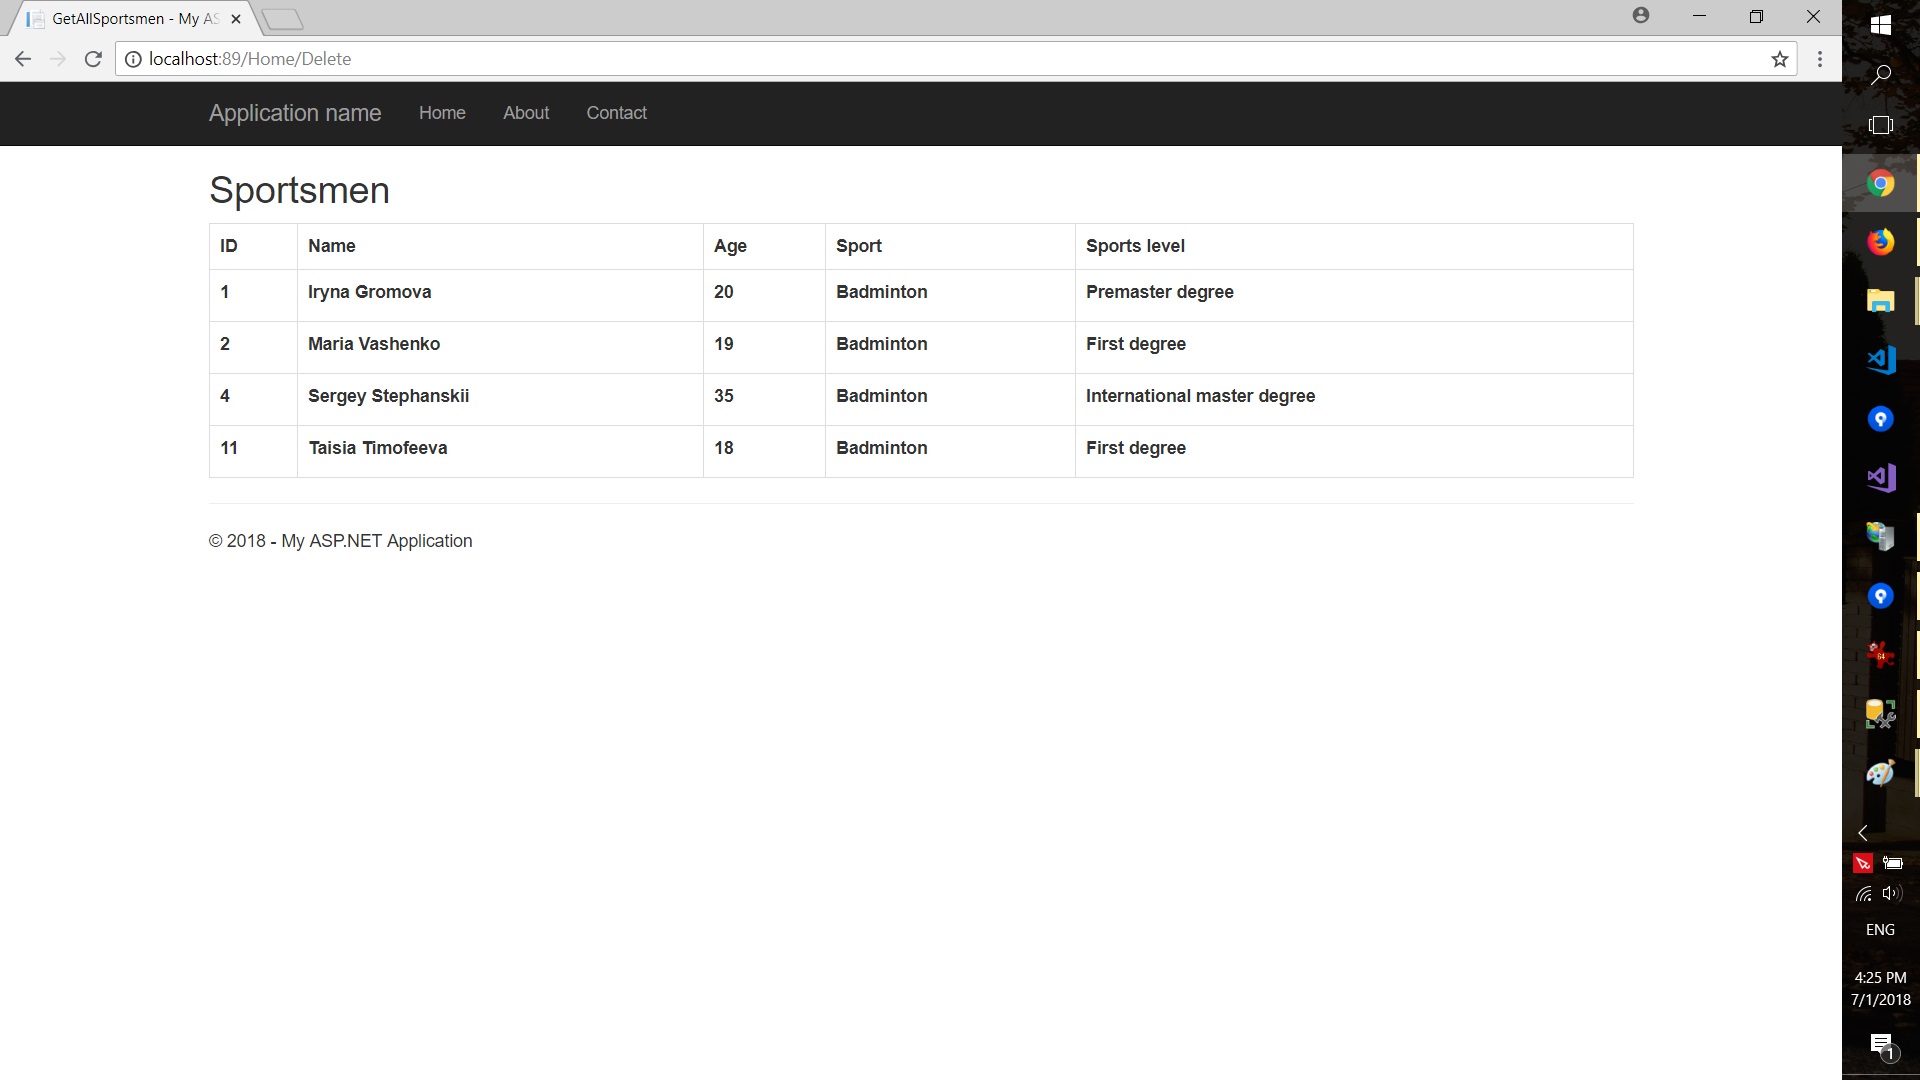 GetAllSportsmen - My AS
localhost:89/Home/Delete
Application name Home About Contact
Sportsmen
ID Name Age Sport Sports level
1 Iryna Gromova 20 Badminton Premaster degree
2 Maria Vashenko 19 Badminton First degree
4 Sergey Stephanskii 35 Badminton International master degree
11 Taisia Timofeeva 18 Badminton First degree
© 2018 - My ASP.NET Application
64
ENG
4:25 PM
7/1/2018
1